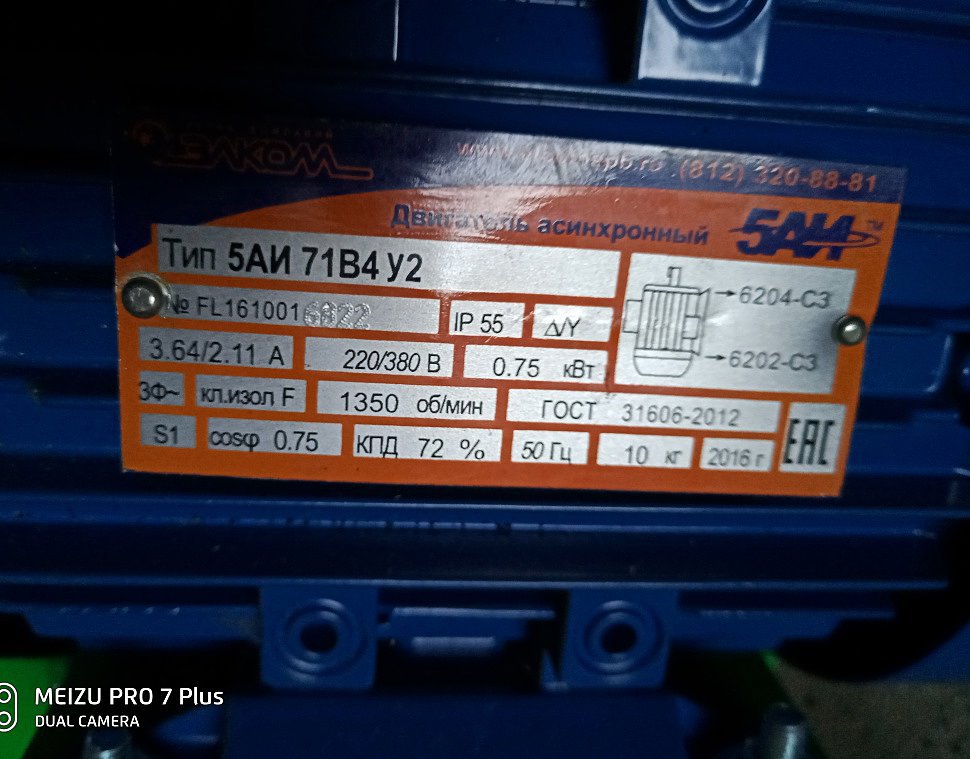 ЭЛКОМ
(812) 320-88-81
Двигатель асинхронный 5АИ™
Тип 5АИ 71В4 У2
№ FL1610016822 IP 55 Δ/Y
6204-С3
6202-С3
3.64/2.11 А 220/380 В 0.75 кВт
3Ф~ кл.изол F 1350 об/мин ГОСТ 31606-2012
S1 cosφ 0.75 КПД 72 % 50 Гц 10 кг 2016 г ЕАС
MEIZU PRO 7 Plus
DUAL CAMERA